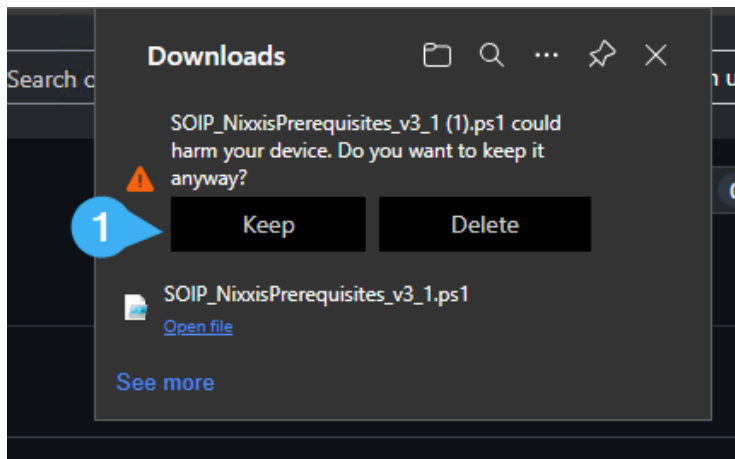 Downloads
Search c
SOIP_NixxisPrerequisites_v3_1 (1).ps1 could
harm your device. Do you want to keep it
anyway?
1
Keep
Delete
SOIP_NixxisPrerequisites_v3_1.ps1
Open file
See more